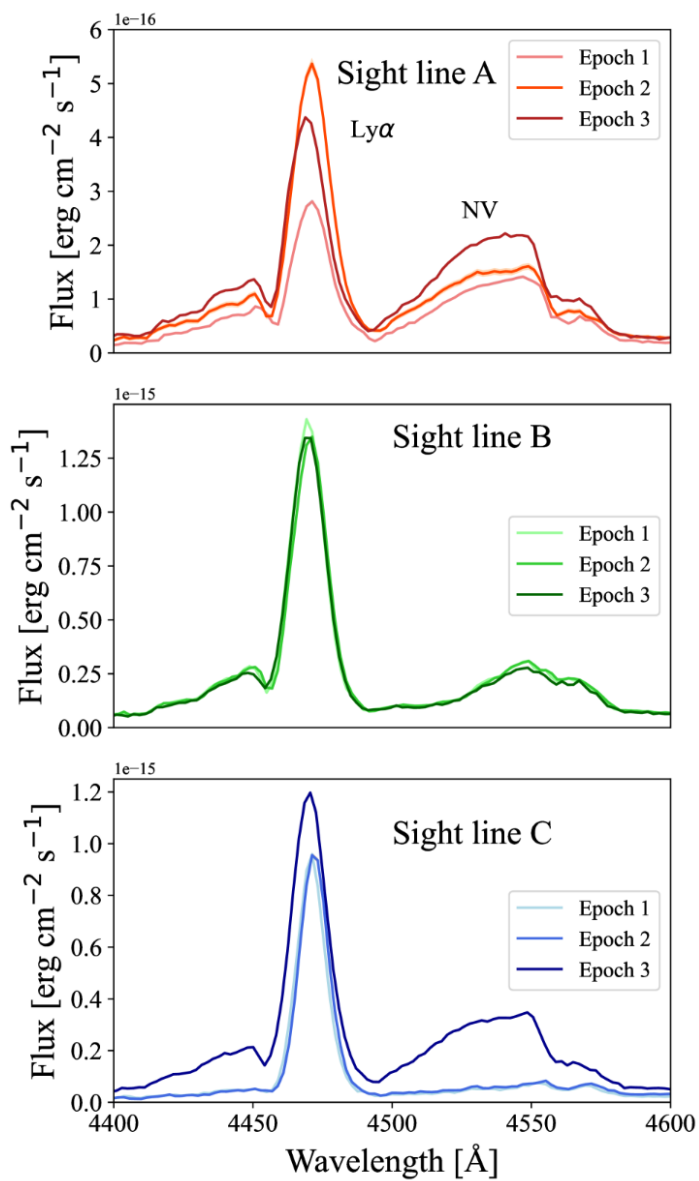 1e−16
Sight line A
Epoch 1
Epoch 2
Epoch 3
Lyα
NV
Flux [erg cm⁻² s⁻¹]
6
5
4
3
2
1
0
1e−15
Sight line B
Epoch 1
Epoch 2
Epoch 3
Flux [erg cm⁻² s⁻¹]
1.25
1.00
0.75
0.50
0.25
0.00
1e−15
Sight line C
Epoch 1
Epoch 2
Epoch 3
Flux [erg cm⁻² s⁻¹]
1.2
1.0
0.8
0.6
0.4
0.2
0.0
4400 4450 4500 4550 4600
Wavelength [Å]